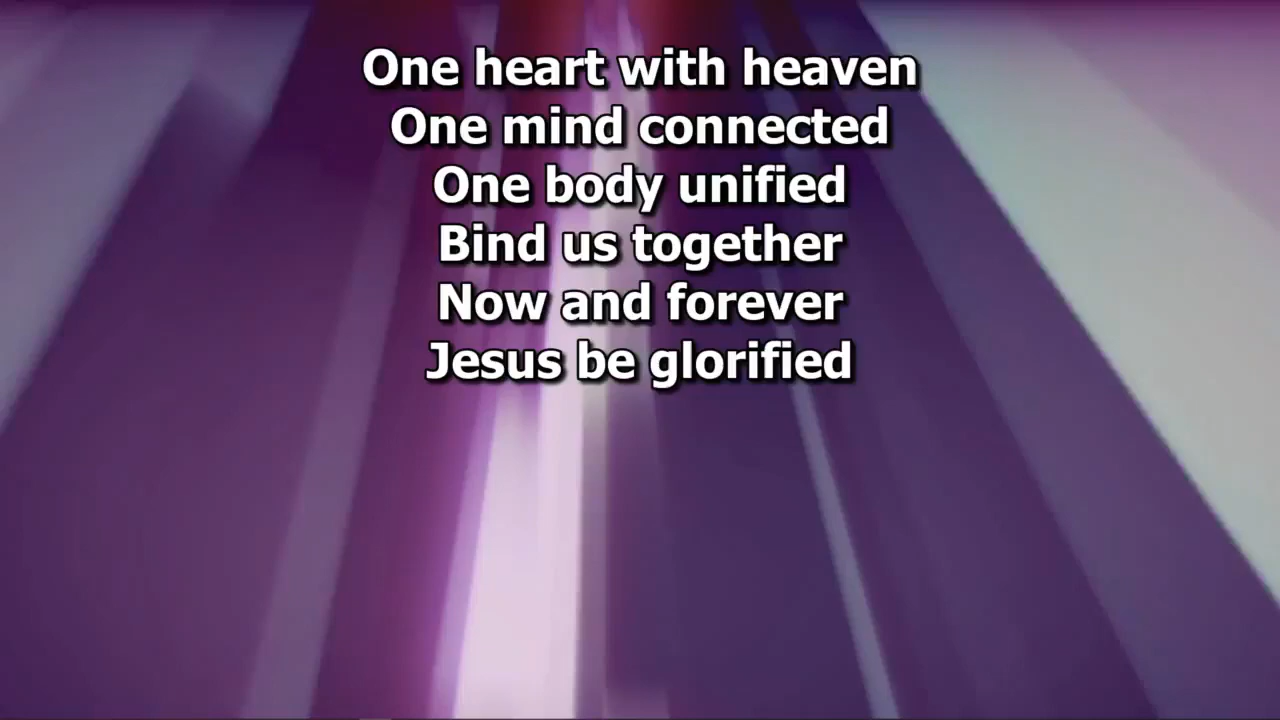 One heart with heaven
One mind connected
One body unified
Bind us together
Now and forever
Jesus be glorified